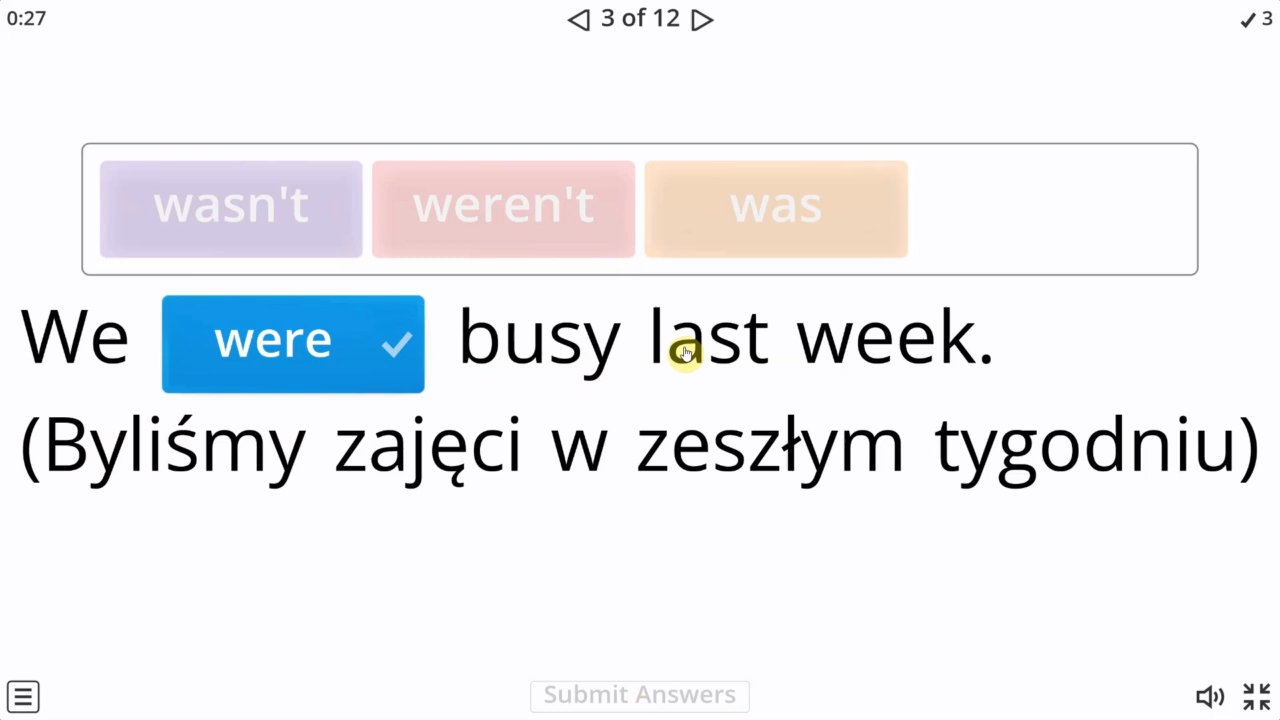 0:27
3 of 12
3
wasn't weren't was
We were busy last week.
(Byliśmy zajęci w zeszłym tygodniu)
Submit Answers